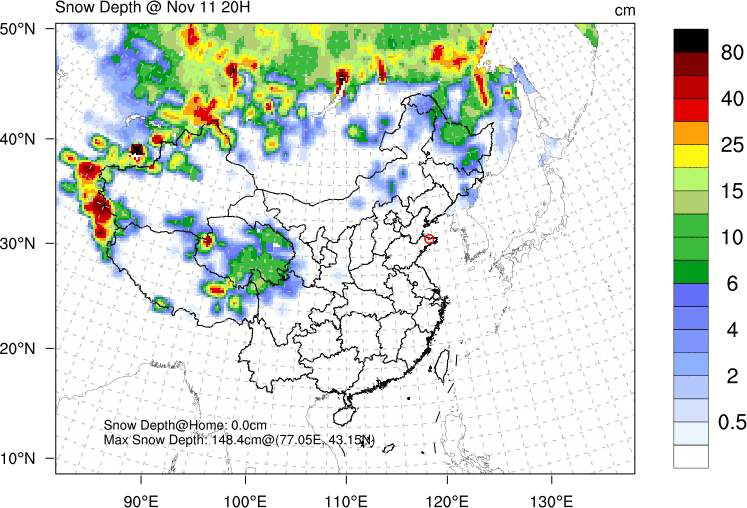 Snow Depth @ Nov 11 20H
cm
50°N
40°N
30°N
20°N
10°N
90°E
100°E
110°E
120°E
130°E
Snow Depth@Home: 0.0cm
Max Snow Depth: 148.4cm@(77.05E, 43.15N)
80
40
25
15
10
6
4
2
0.5